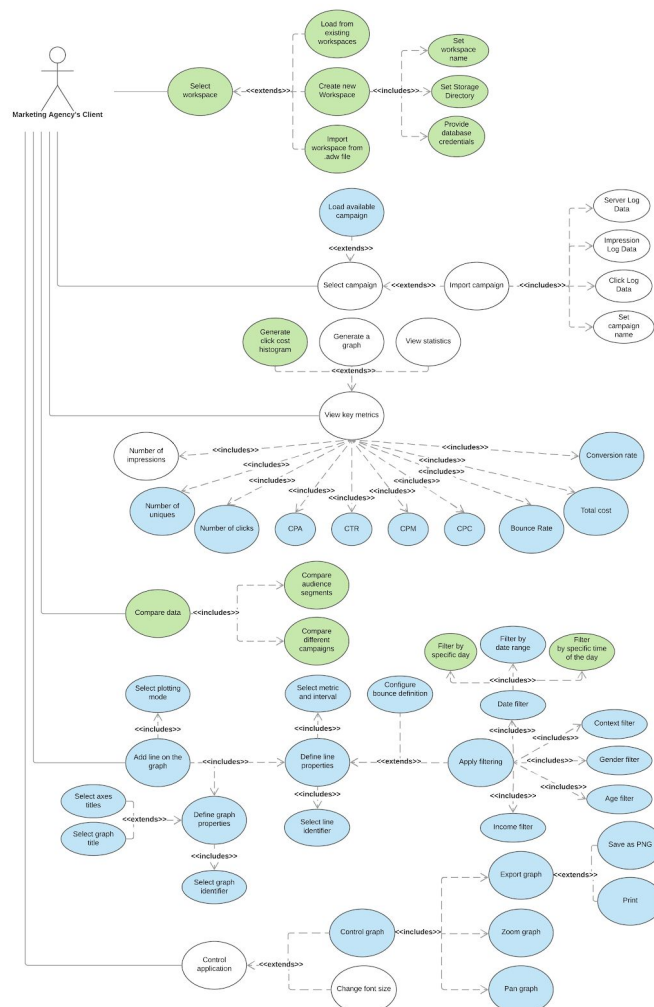 Marketing Agency's Client
Select
workspace
<<extends>>
Load from
existing
workspaces
Create new
Workspace
Import
workspace from
.adw file
<<includes>>
Set
workspace
name
Set Storage
Directory
Provide
database
credentials
Load available
campaign
<<extends>>
Select campaign
<<extends>>
Import campaign
<<includes>>
Server Log
Data
Impression
Log Data
Click Log
Data
Set
campaign
name
Generate
click cost
histogram
Generate a
graph
View statistics
<<extends>>
View key metrics
Number of
impressions
<<includes>>
<<includes>>
<<includes>>
<<includes>>
<<includes>>
<<includes>>
<<includes>>
<<includes>>
<<includes>>
<<includes>>
Conversion rate
Number of
uniques
Number of clicks
CPA
CTR
CPM
CPC
Bounce Rate
Total cost
Compare data
<<includes>>
Compare
audience
segments
Compare
different
campaigns
Filter by
specific day
Filter by
date range
Filter
by specific time
of the day
<<includes>>
Select plotting
mode
Select metric
and interval
Configure
bounce definition
Date filter
<<includes>>
<<includes>>
<<includes>>
<<includes>>
Context filter
Add line on the
graph
<<includes>>
Define line
properties
<<extends>>
Apply filtering
<<includes>>
Gender filter
<<includes>>
<<includes>>
<<includes>>
<<includes>>
Age filter
Select axes
titles
Select graph
title
<<extends>>
Define graph
properties
Select line
identifier
Income filter
<<includes>>
Select graph
identifier
Export graph
<<extends>>
Save as PNG
Print
Control graph
<<includes>>
Zoom graph
Control
application
<<extends>>
Change font size
Pan graph